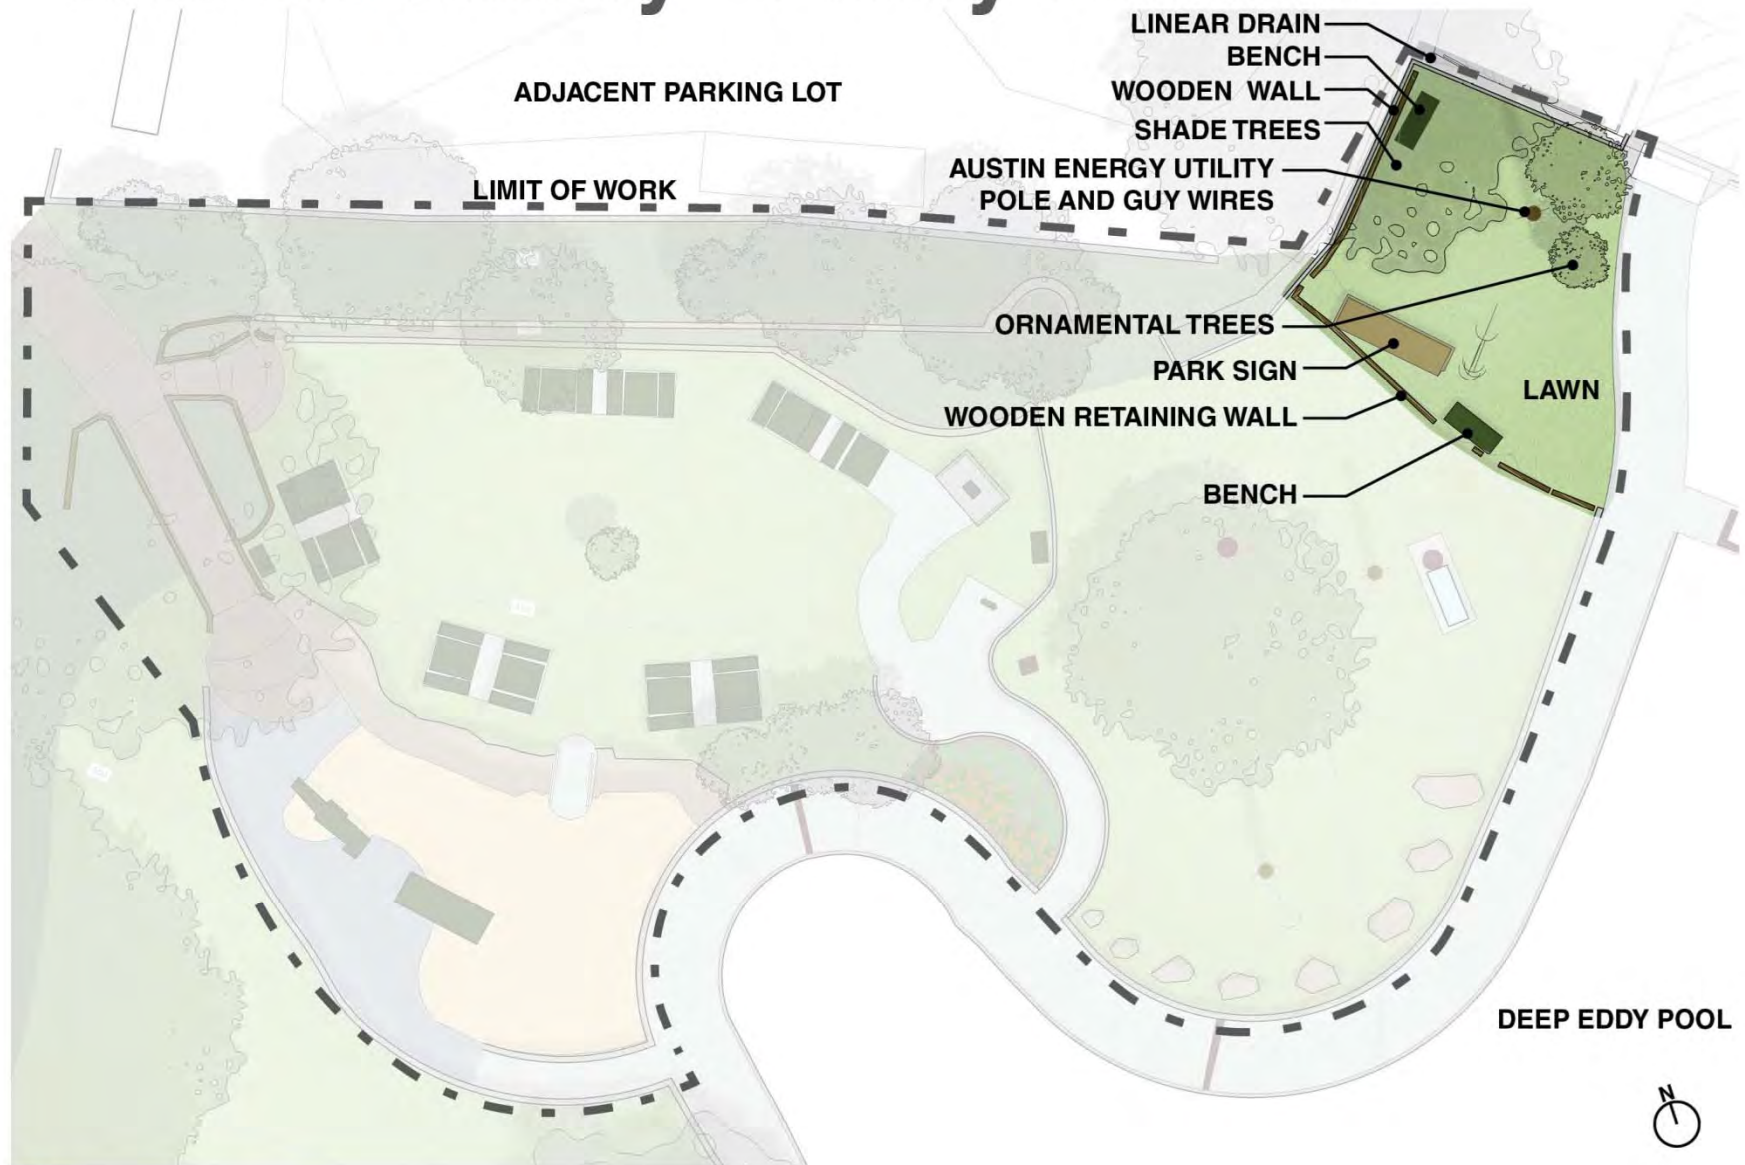 LINEAR DRAIN
BENCH
WOODEN WALL
ADJACENT PARKING LOT
SHADE TREES
AUSTIN ENERGY UTILITY
POLE AND GUY WIRES
LIMIT OF WORK
ORNAMENTAL TREES
PARK SIGN
LAWN
WOODEN RETAINING WALL
BENCH
DEEP EDDY POOL
N